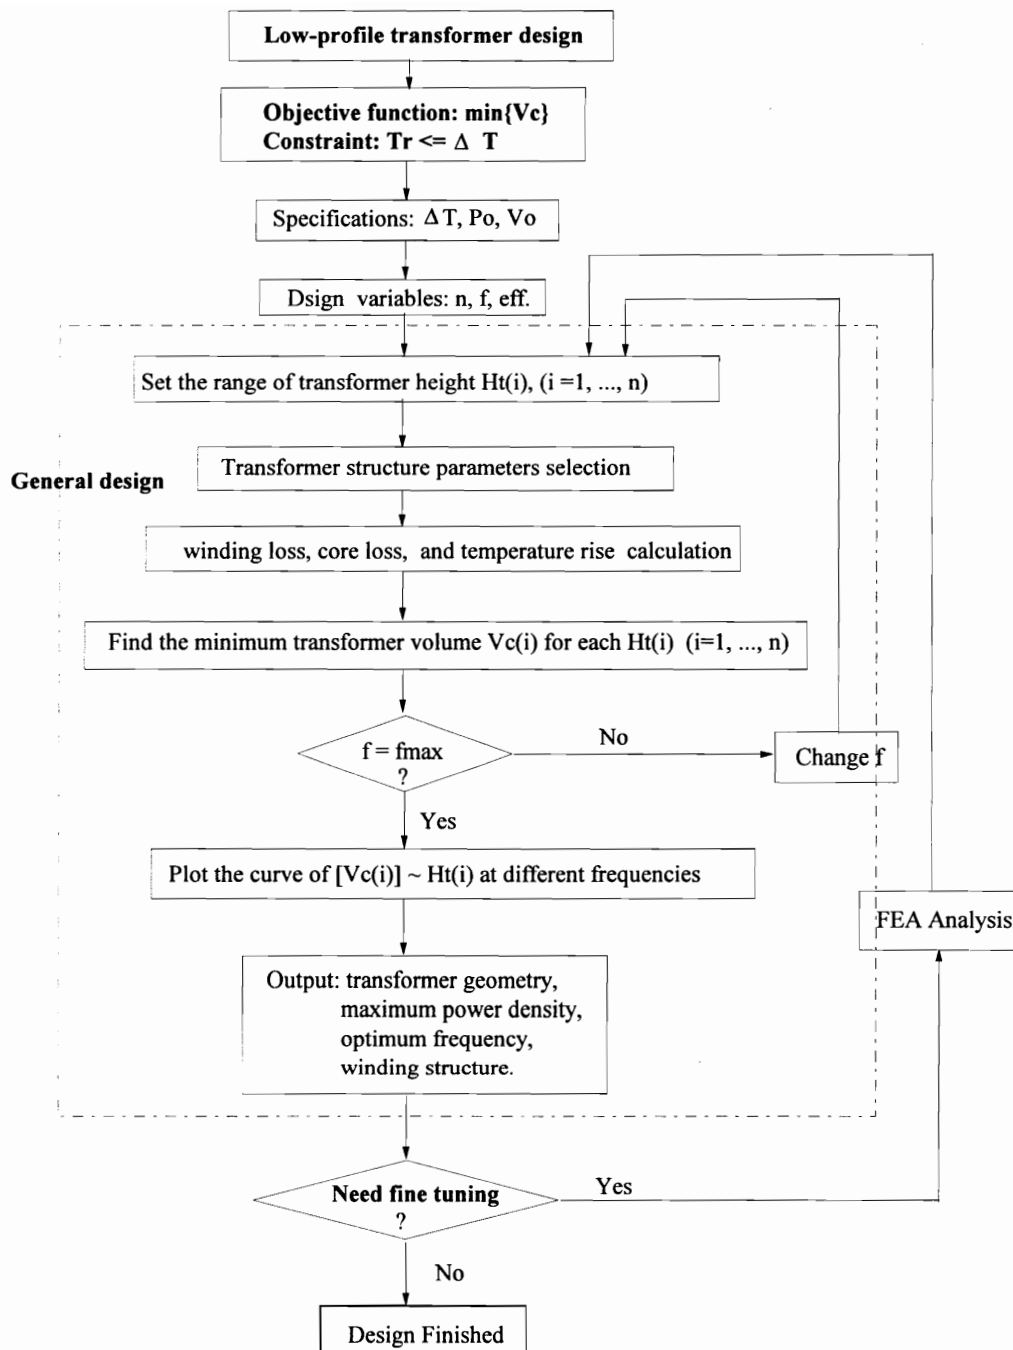 Low-profile transformer design
Objective function: min{Vc}
Constraint: Tr <= Δ T
Specifications: ΔT, Po, Vo
Dsign variables: n, f, eff.
Set the range of transformer height Ht(i), (i =1, ..., n)
General design
Transformer structure parameters selection
winding loss, core loss, and temperature rise calculation
Find the minimum transformer volume Vc(i) for each Ht(i) (i=1, ..., n)
f = fmax
?
No
Change f
Yes
Plot the curve of [Vc(i)] ~ Ht(i) at different frequencies
FEA Analysis
Output: transformer geometry,
maximum power density,
optimum frequency,
winding structure.
Need fine tuning
?
Yes
No
Design Finished